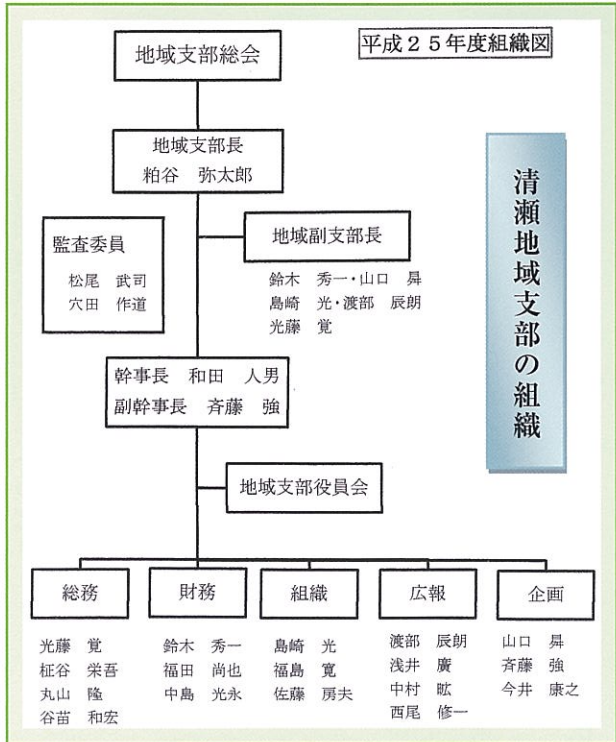 平成２５年度組織図
清瀬地域支部の組織
地域支部総会
地域支部長
粕谷　弥太郎
監査委員
松尾　武司
穴田　作道
地域副支部長
鈴木　秀一・山口　曻
島崎　光・渡部　辰朗
光藤　覚
幹事長　和田　人男
副幹事長　斉藤　強
地域支部役員会
総務
光藤　覚
柾谷　栄吾
丸山　隆
谷苗　和宏
財務
鈴木　秀一
福田　尚也
中島　光永
組織
島崎　光
福島　寛
佐藤　房夫
広報
渡部　辰朗
浅井　廣
中村　昿
西尾　修一
企画
山口　曻
斉藤　強
今井　康之